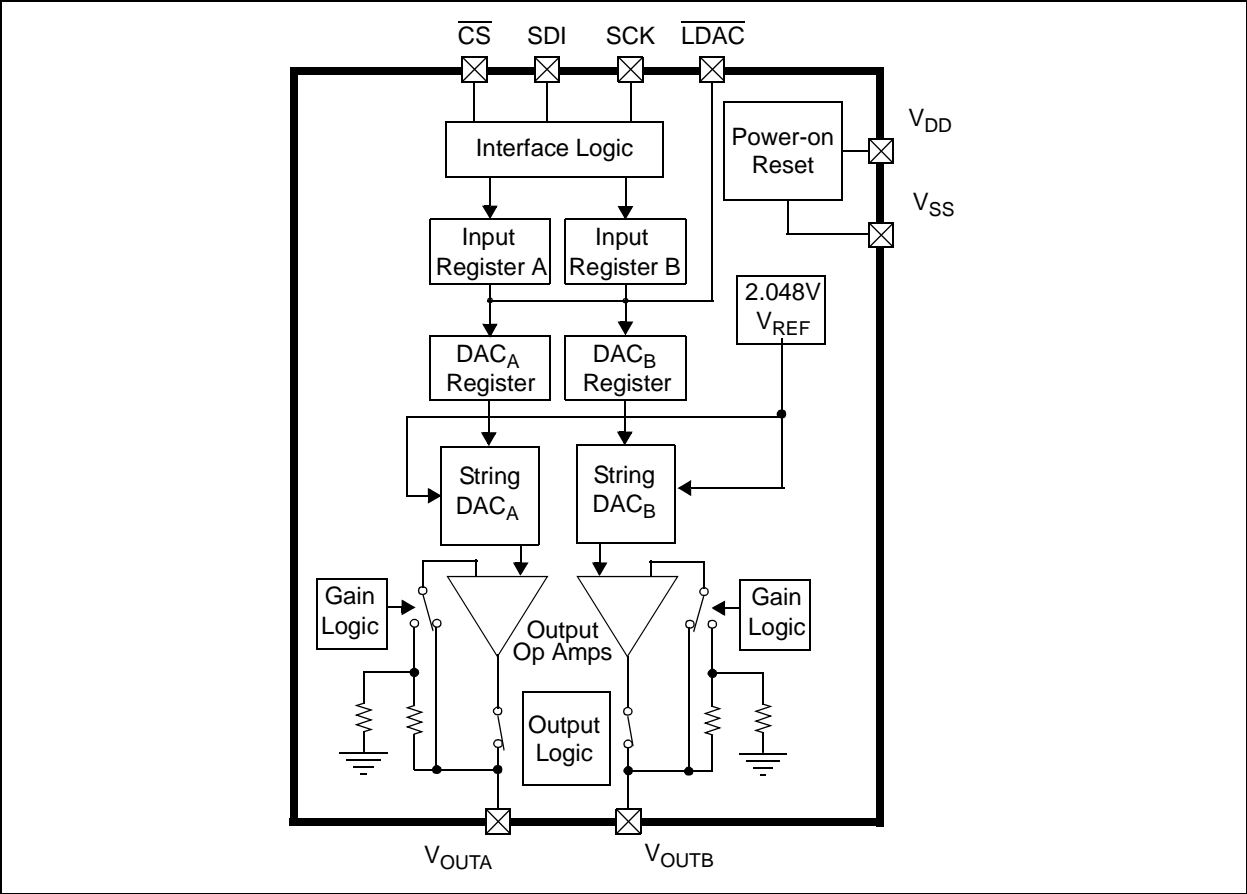 CS SDI SCK LDAC
Interface Logic
Power-on
Reset
VDD
VSS
Input
Register A
Input
Register B
2.048V
VREF
DACA
Register
DACB
Register
String
DACA
String
DACB
Gain
Logic
Output
Op Amps
Gain
Logic
Output
Logic
VOUTA
VOUTB